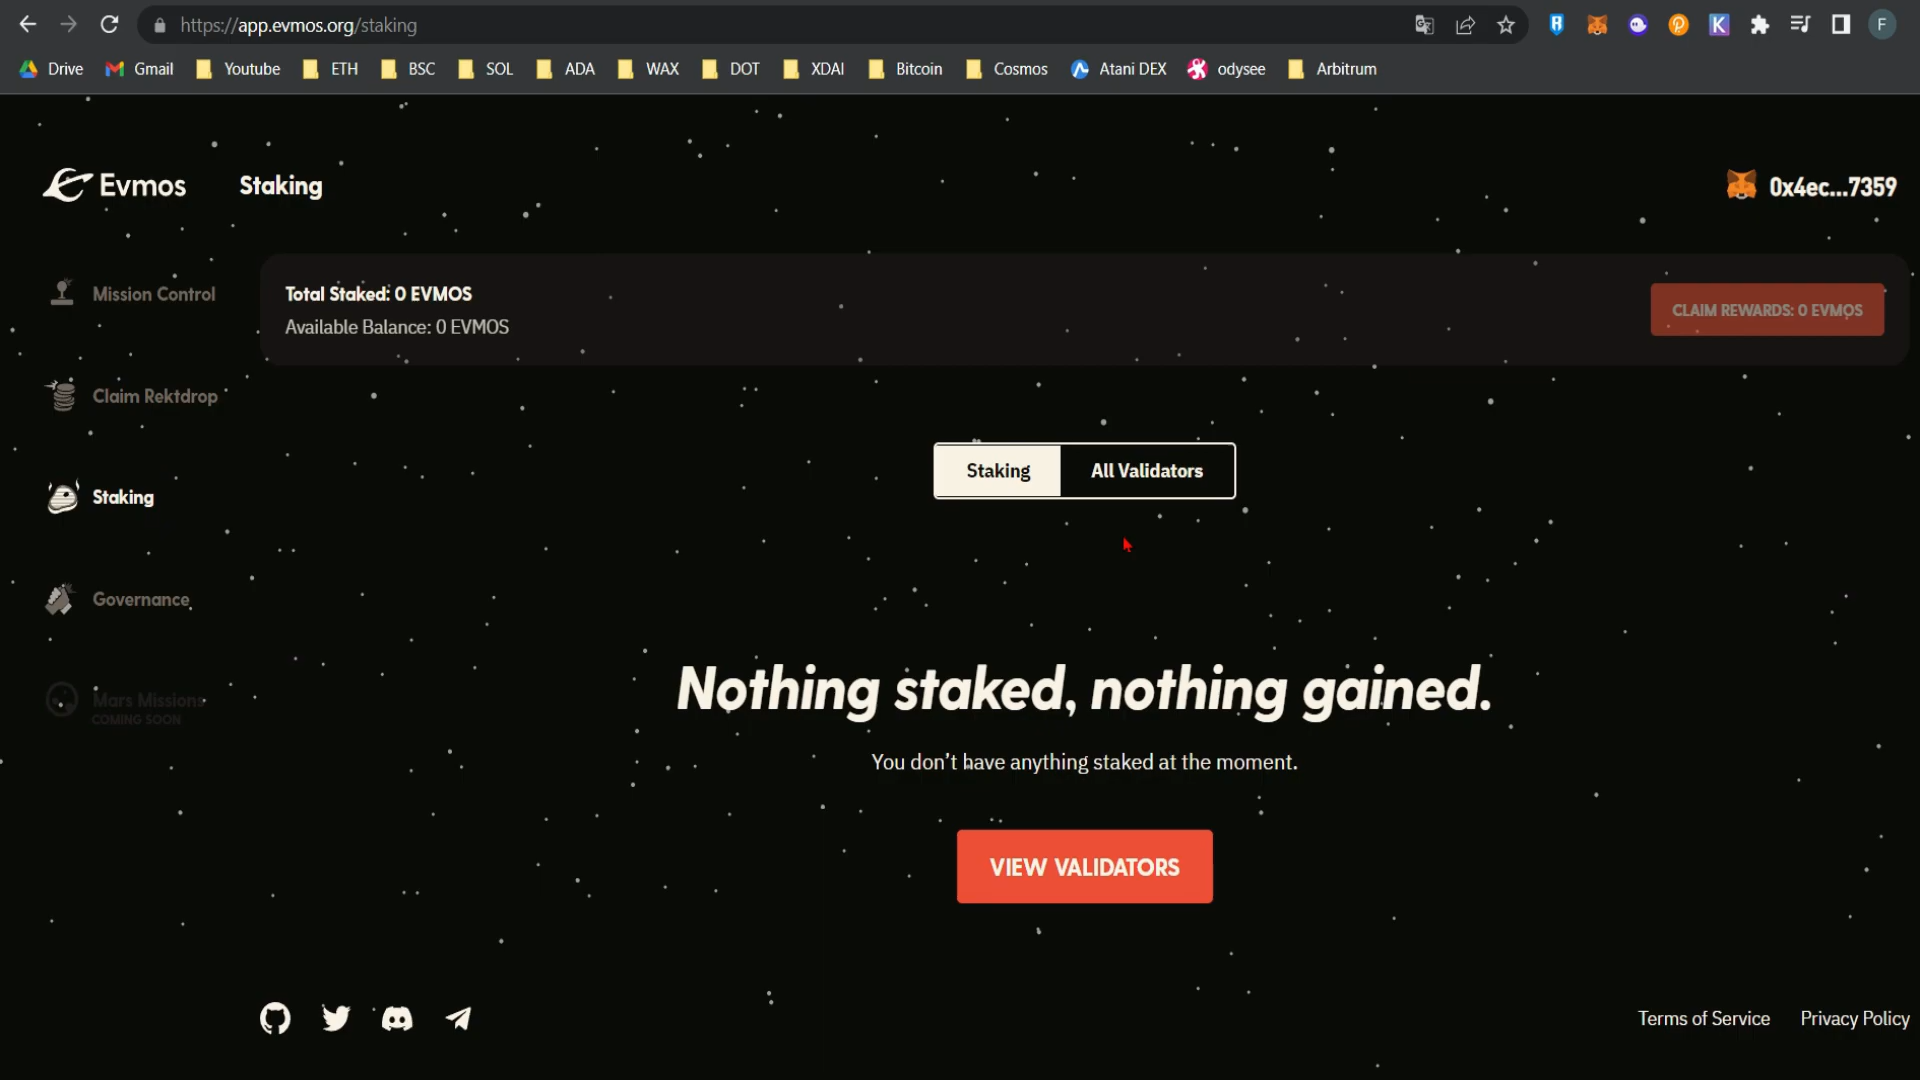 https://app.evmos.org/staking
F
Drive
Gmail
Youtube
ETH
BSC
SOL
ADA
WAX
DOT
XDAI
Bitcoin
Cosmos
Atani DEX
odysee
Arbitrum
Evmos
Staking
0x4ec...7359
Mission Control
Claim Rektdrop
Staking
Governance
Mars Missions
COMING SOON
Total Staked: 0 EVMOS
Available Balance: 0 EVMOS
CLAIM REWARDS: 0 EVMOS
Staking
All Validators
Nothing staked, nothing gained.
You don't have anything staked at the moment.
VIEW VALIDATORS
Terms of Service
Privacy Policy